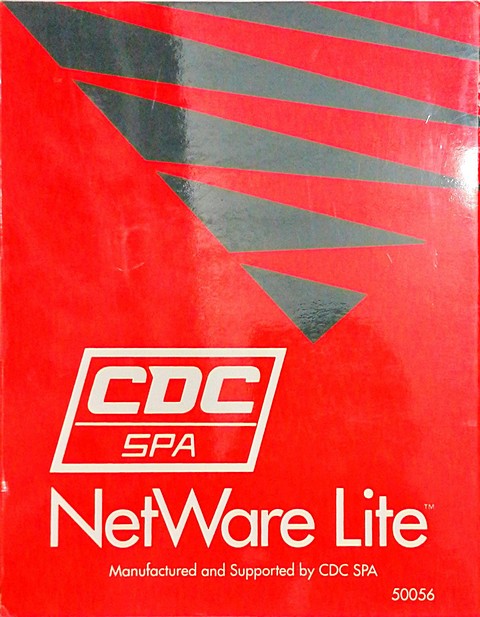 CDC
SPA
NetWare Lite™
Manufactured and Supported by CDC SPA
50056